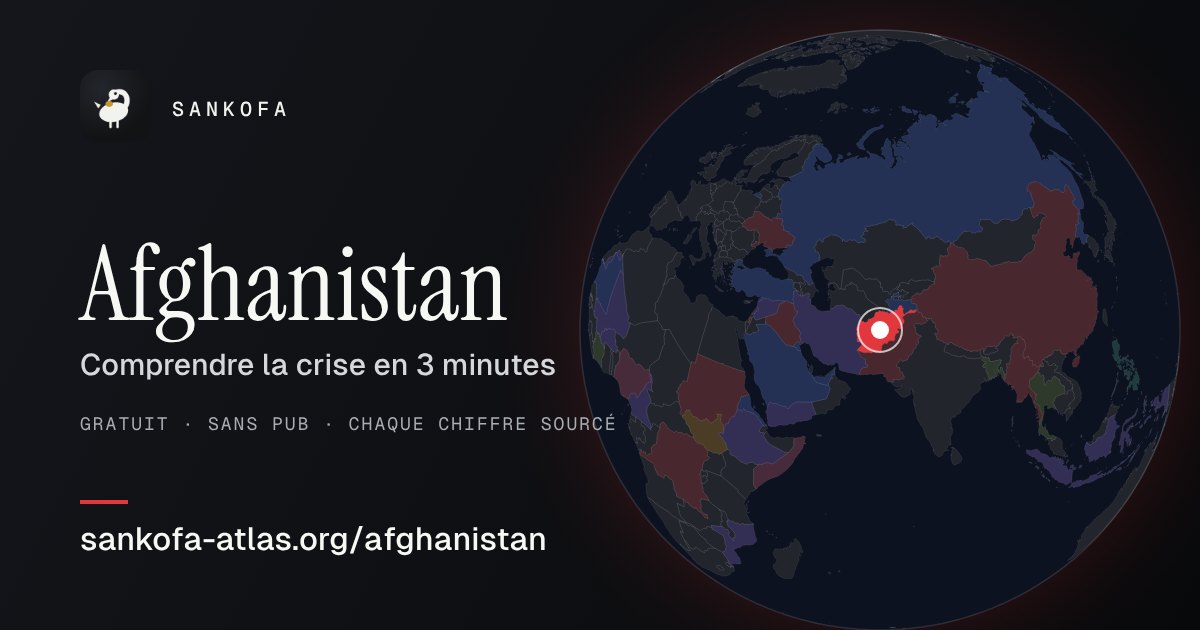 SANKOFA
Afghanistan
Comprendre la crise en 3 minutes
GRATUIT · SANS PUB · CHAQUE CHIFFRE SOURCÉ
sankofa-atlas.org/afghanistan